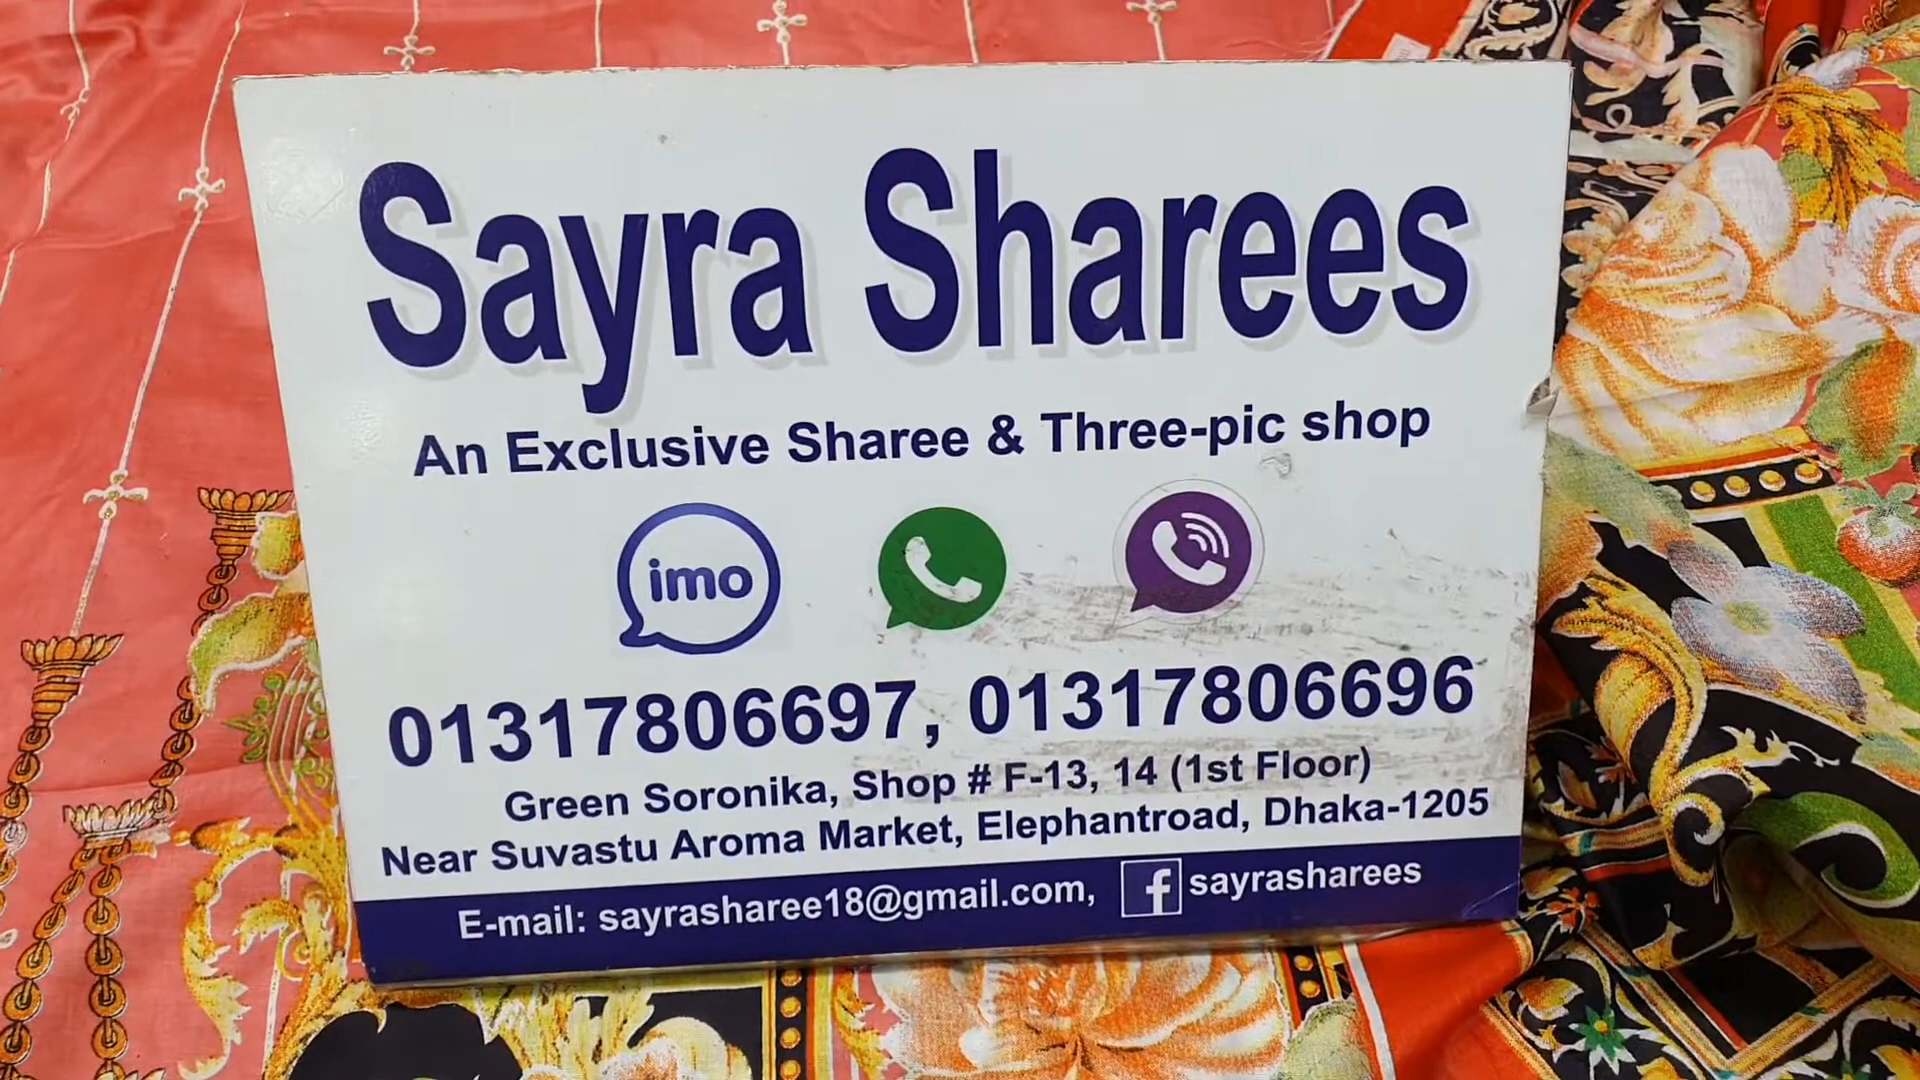 Sayra Sharees
An Exclusive Sharee & Three-pic shop
imo
01317806697, 01317806696
Green Soronika, Shop # F-13, 14 (1st Floor)
Near Suvastu Aroma Market, Elephantroad, Dhaka-1205
E-mail: sayrasharee18@gmail.com, f sayrasharees